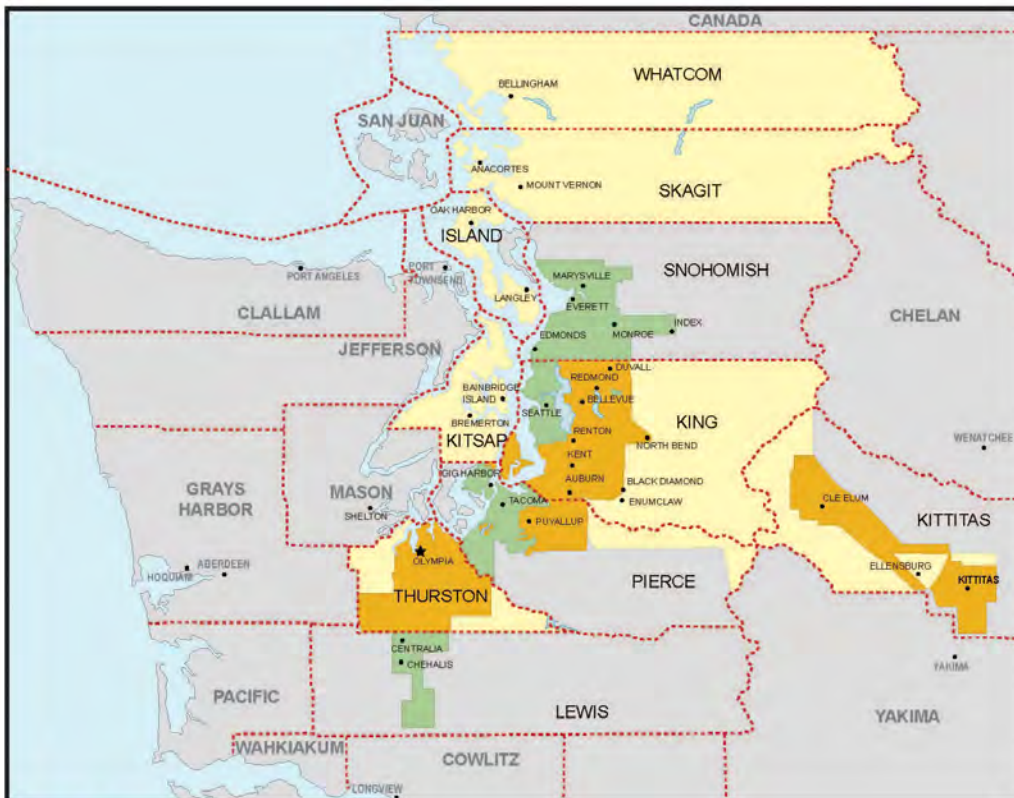 CANADA
WHATCOM
BELLINGHAM
SAN JUAN
ANACORTES
MOUNT VERNON
SKAGIT
OAK HARBOR
ISLAND
SNOHOMISH
PORT ANGELES
PORT
TOWNSEND
MARYSVILLE
LANGLEY
EVERETT
CLALLAM
CHELAN
MONROE
INDEX
EDMONDS
JEFFERSON
DUVALL
REDMOND
BAINBRIDGE
ISLAND
BELLEVUE
SEATTLE
BREMERTON
KING
KITSAP
RENTON
NORTH BEND
WENATCHEE
KENT
GIG HARBOR
AUBURN
BLACK DIAMOND
GRAYS
HARBOR
MASON
TACOMA
ENUMCLAW
CLE ELUM
SHELTON
PUYALLUP
KITTITAS
OLYMPIA
ABERDEEN
HOQUIAM
ELLENSBURG
PIERCE
KITTITAS
THURSTON
CENTRALIA
CHEHALIS
YAKIMA
PACIFIC
LEWIS
YAKIMA
WAHKIAKUM
COWLITZ
LONGVIEW